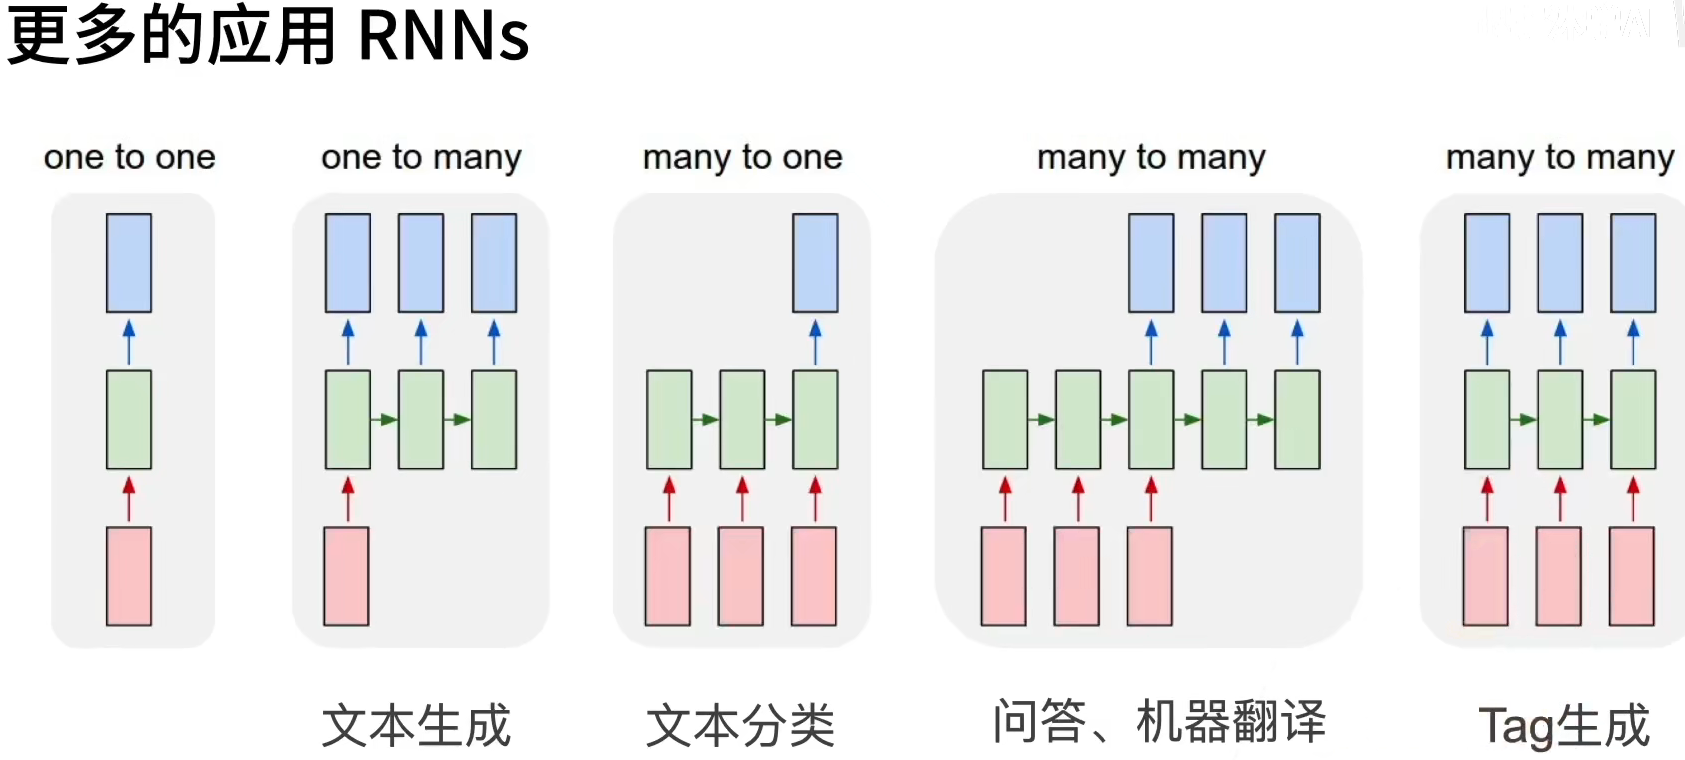 更多的应用 RNNs
one to one
one to many
many to one
many to many
many to many
文本生成
文本分类
问答、机器翻译
Tag生成